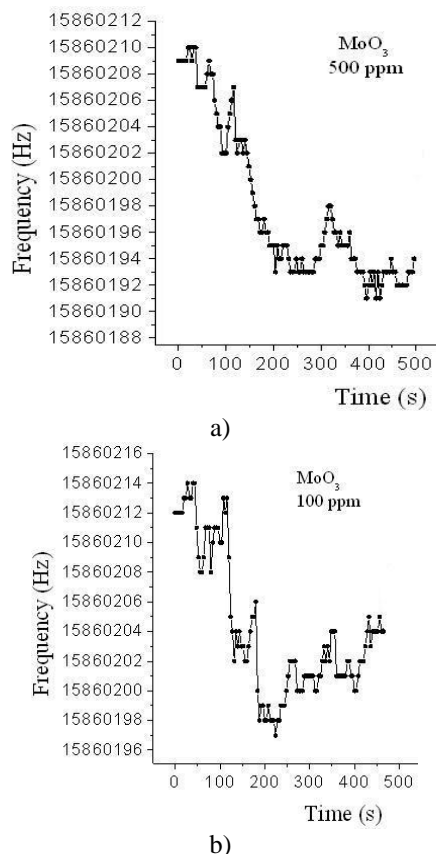 15860212
15860210
15860208
15860206
15860204
15860202
15860200
15860198
15860196
15860194
15860192
15860190
15860188
Frequency (Hz)
MoO3
500 ppm
0 100 200 300 400 500
Time (s)
a)
15860216
15860214
15860212
15860210
15860208
15860206
15860204
15860202
15860200
15860198
15860196
Frequency (Hz)
MoO3
100 ppm
0 100 200 300 400 500
Time (s)
b)